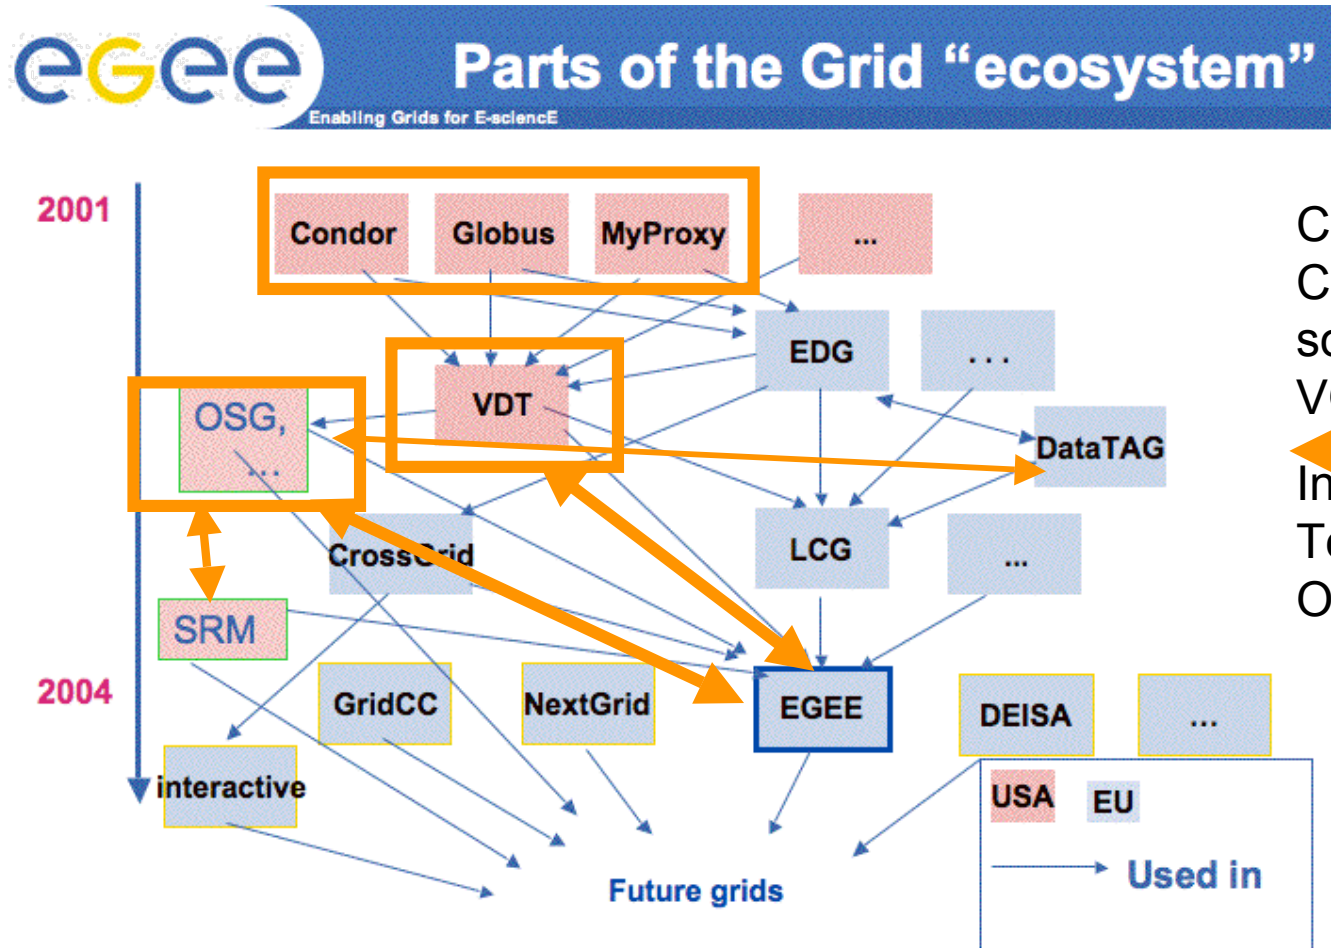 eGee
Parts of the Grid “ecosystem”
Enabling Grids for E-sciencE
2001
Condor
Globus
MyProxy
...
EDG
. . .
VDT
OSG,
...
DataTAG
CrossGrid
LCG
...
SRM
2004
GridCC
NextGrid
EGEE
DEISA
...
interactive
USA
EU
Used in
Future grids